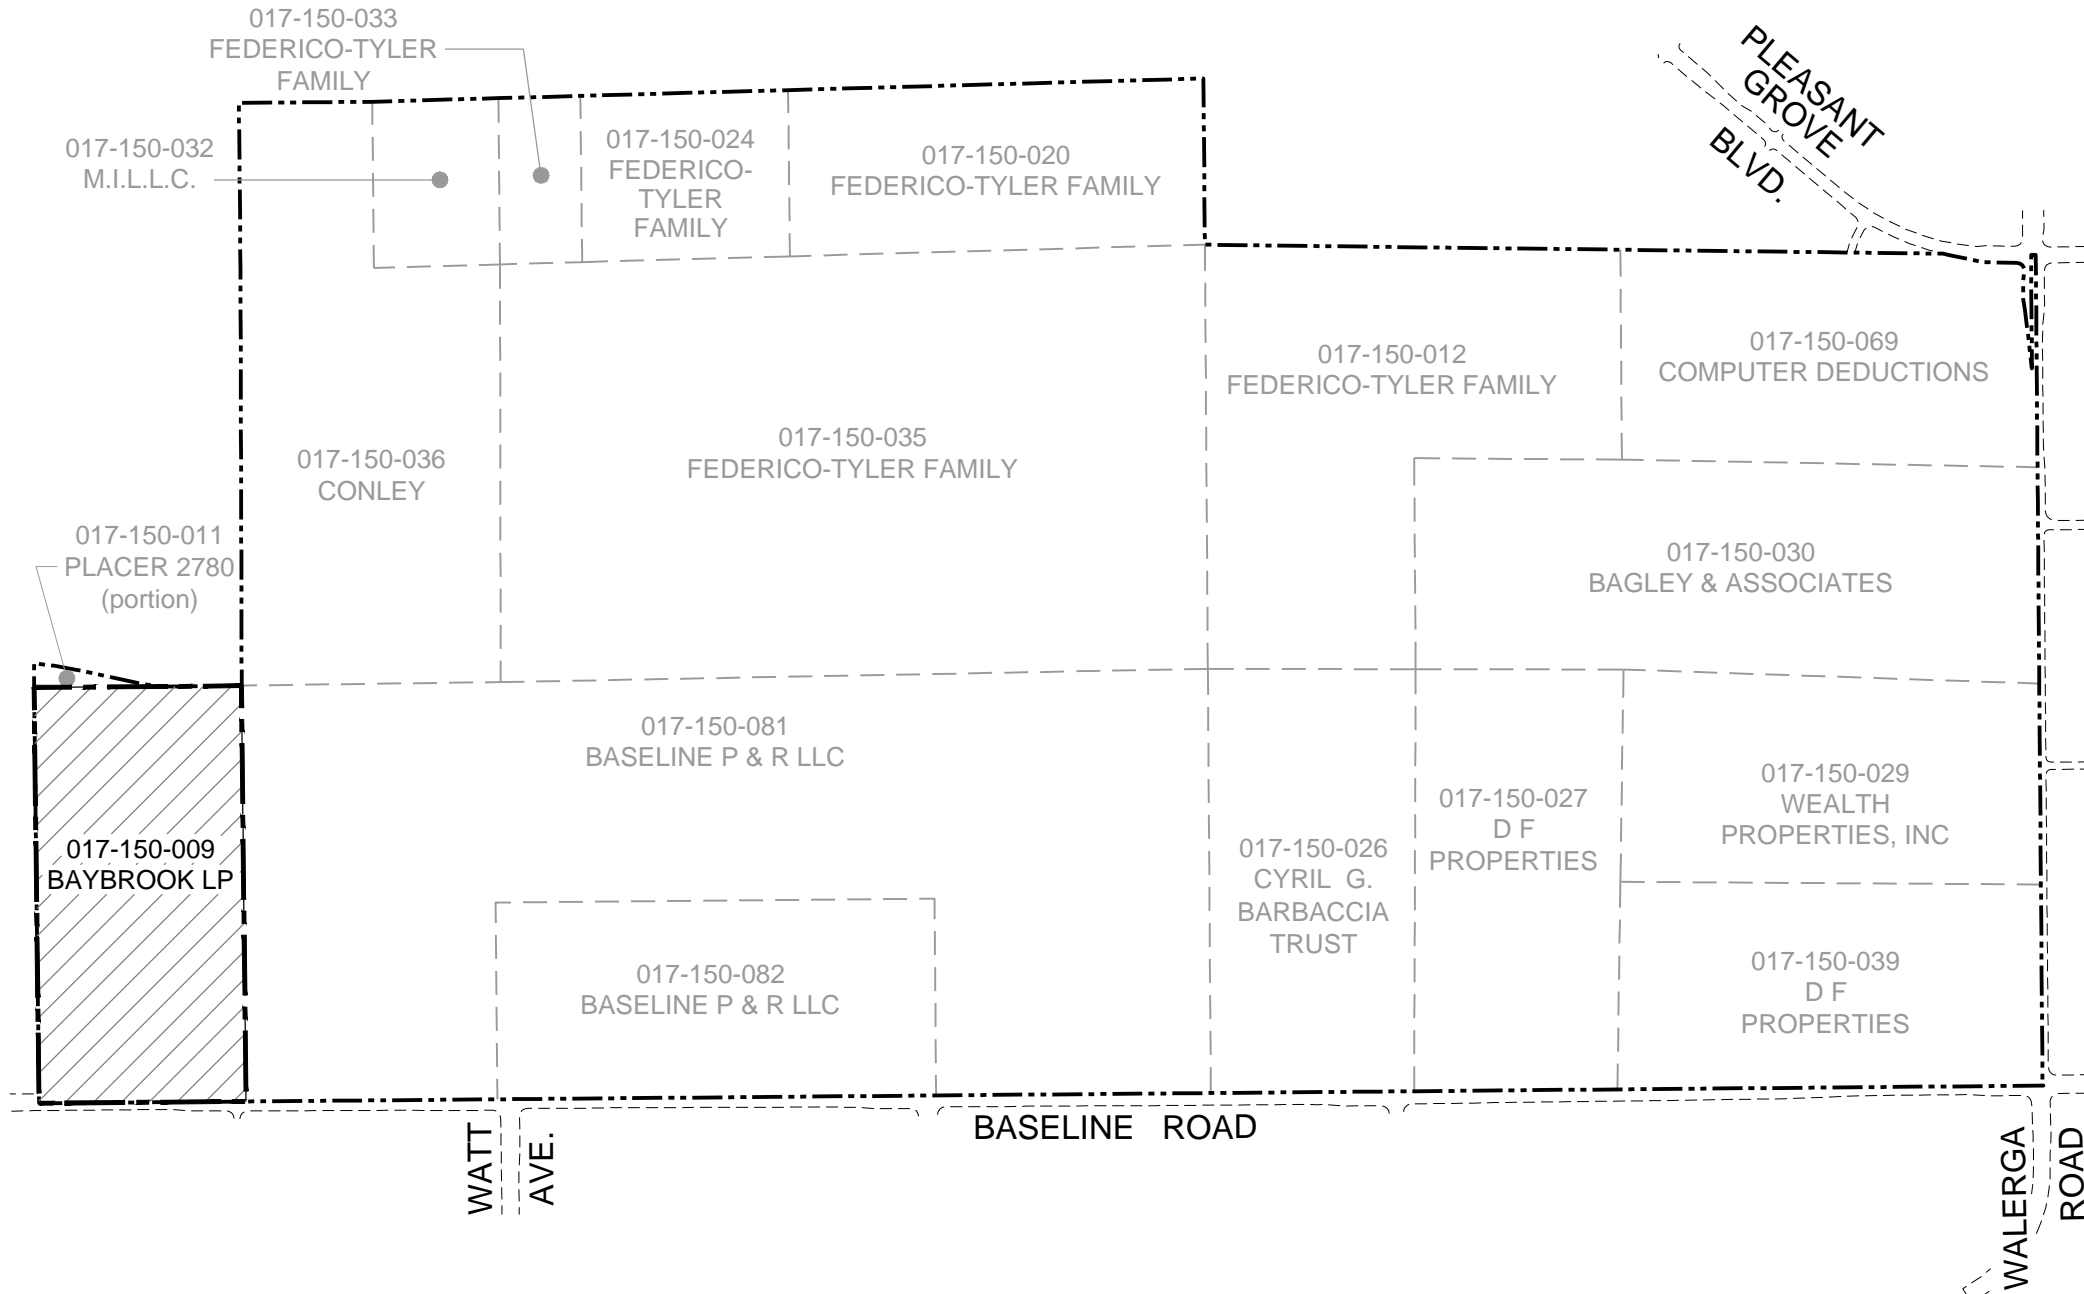 017-150-033
FEDERICO-TYLER
FAMILY
PLEASANT
GROVE
BLVD.
017-150-032
M.I.L.L.C.
017-150-024
FEDERICO-
TYLER
FAMILY
017-150-020
FEDERICO-TYLER FAMILY
017-150-012
FEDERICO-TYLER FAMILY
017-150-069
COMPUTER DEDUCTIONS
017-150-036
CONLEY
017-150-035
FEDERICO-TYLER FAMILY
017-150-011
PLACER 2780
(portion)
017-150-030
BAGLEY & ASSOCIATES
017-150-081
BASELINE P & R LLC
017-150-009
BAYBROOK LP
017-150-026
CYRIL G.
BARBACCIA
TRUST
017-150-027
D F
PROPERTIES
017-150-029
WEALTH
PROPERTIES, INC
017-150-082
BASELINE P & R LLC
017-150-039
D F
PROPERTIES
BASELINE ROAD
WATT
AVE.
WALERGA
ROAD